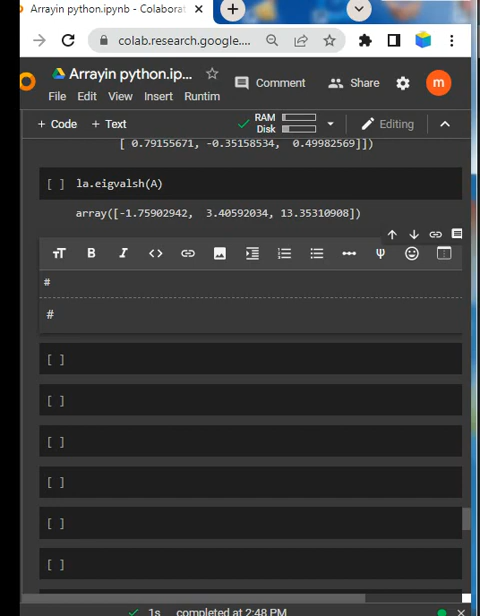 Arrayin python.ipynb - Colaborat
colab.research.google....
Arrayin python.ip...
Comment
Share
m
File Edit View Insert Runtim
+ Code + Text
RAM
Disk
Editing
[ 0.79155671, -0.35158534, 0.49982569]])
[ ] la.eigvalsh(A)
array([-1.75902942, 3.40592034, 13.35310908])
#
#
[ ]
[ ]
[ ]
[ ]
[ ]
[ ]
1s completed at 2:48 PM